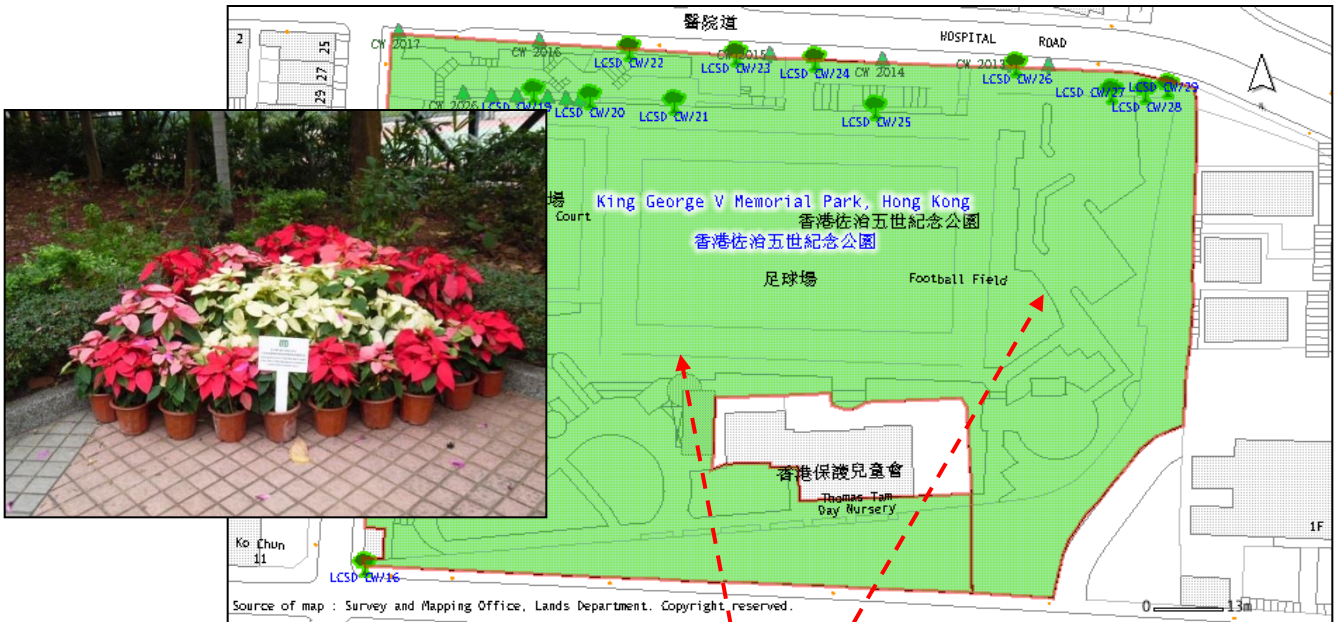 醫院道
HOSPITAL ROAD
2
25
27
29
CW 2017
CW 2016
LCSD CW/22
CW 2015
LCSD CW/23
LCSD CW/24
CW 2014
CW 2013
LCSD CW/26
LCSD CW/27
LCSD CW/29
LCSD CW/28
CW 2026
LCSD CW/19
LCSD CW/20
LCSD CW/21
LCSD CW/25
場
Court
King George V Memorial Park, Hong Kong
香港佐治五世紀念公園
香港佐治五世紀念公園
足球場
Football Field
香港保護兒童會
Thomas Tam
Day Nursery
Ko Chun
11
1F
LCSD CW/16
Source of map : Survey and Mapping Office, Lands Department. Copyright reserved.
0 13m